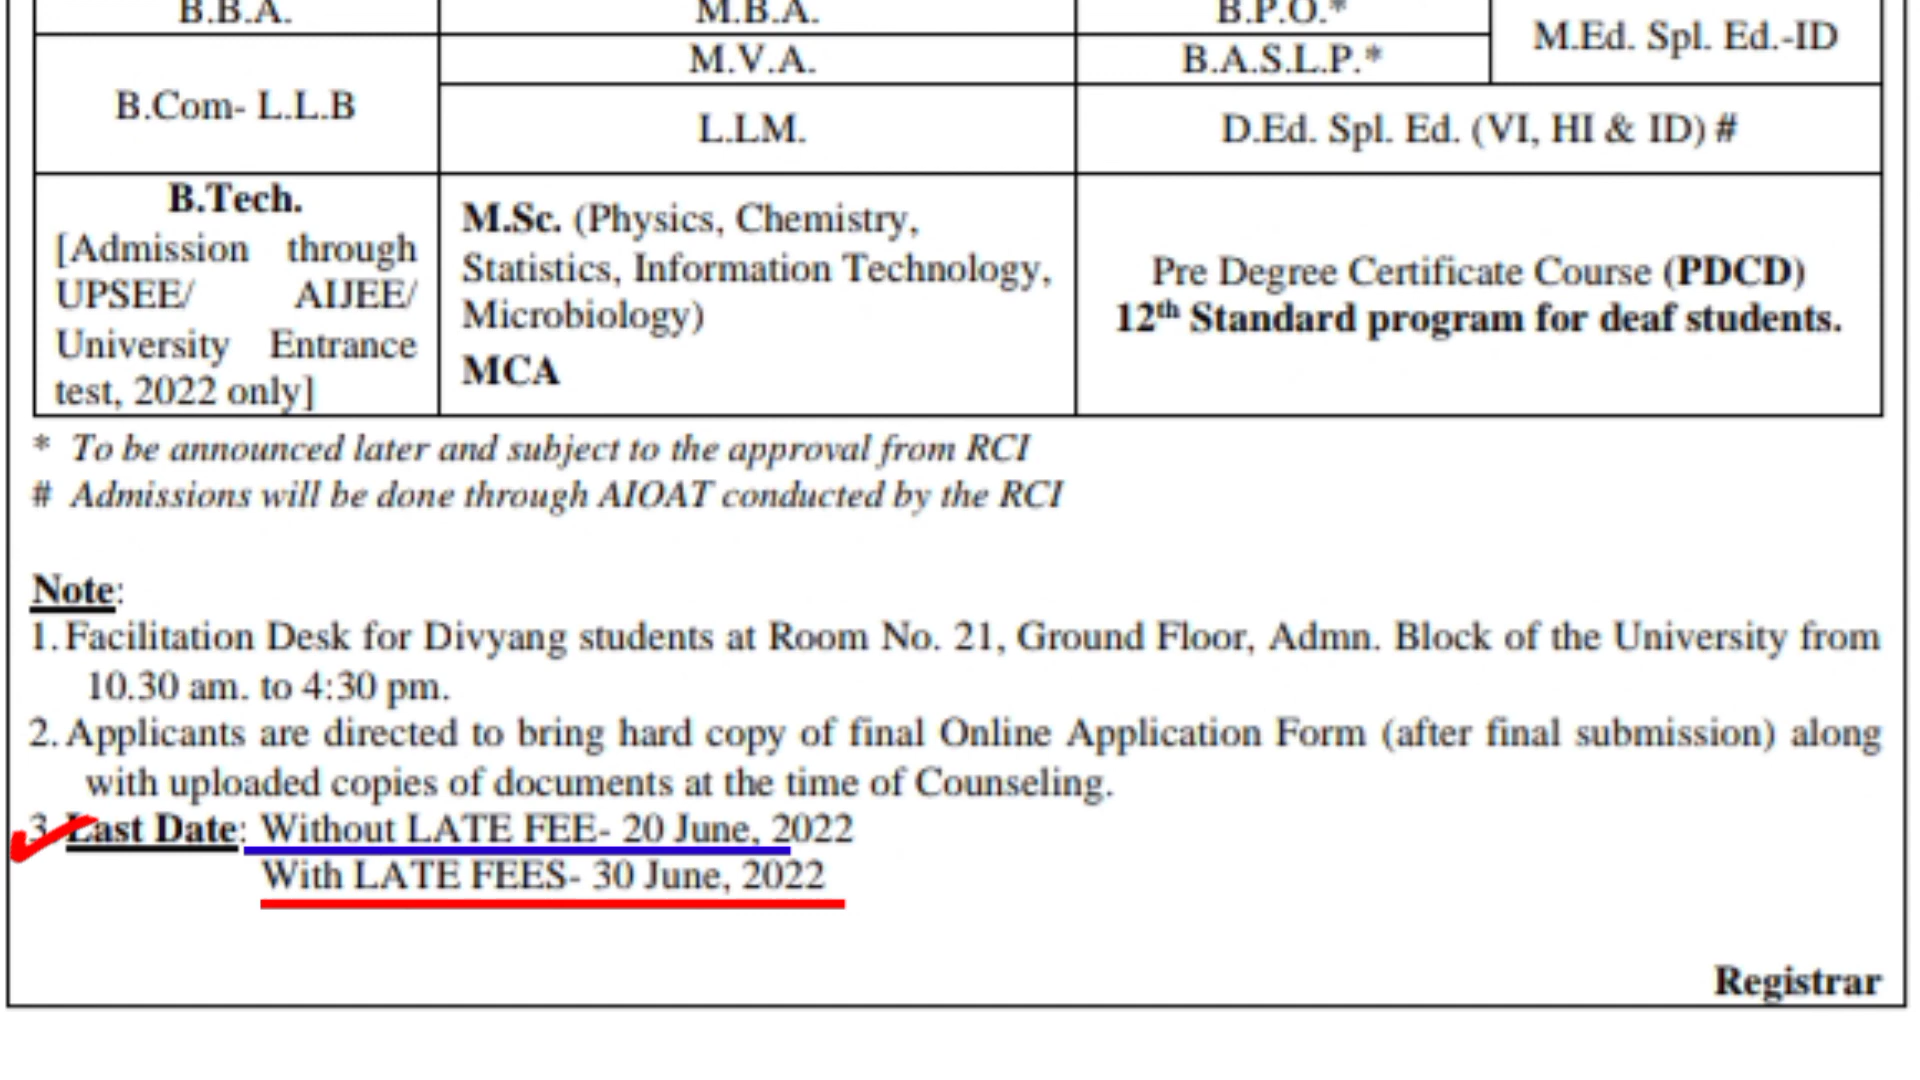 B.B.A.
M.B.A.
B.P.O.*
M.Ed. Spl. Ed.-ID
M.V.A.
B.A.S.L.P.*
B.Com- L.L.B
L.LM.
D.Ed. Spl. Ed. (VI, HI & ID) #
B.Tech.
[Admission through
UPSEE/ AIJEE/
University Entrance
test, 2022 only]
M.Sc. (Physics, Chemistry,
Statistics, Information Technology,
Microbiology)
MCA
Pre Degree Certificate Course (PDCD)
12th Standard program for deaf students.
* To be announced later and subject to the approval from RCI
# Admissions will be done through AIOAT conducted by the RCI
Note:
1. Facilitation Desk for Divyang students at Room No. 21, Ground Floor, Admn. Block of the University from
10.30 am. to 4:30 pm.
2. Applicants are directed to bring hard copy of final Online Application Form (after final submission) along
with uploaded copies of documents at the time of Counseling.
3. Last Date: Without LATE FEE- 20 June, 2022
With LATE FEES- 30 June, 2022
Registrar